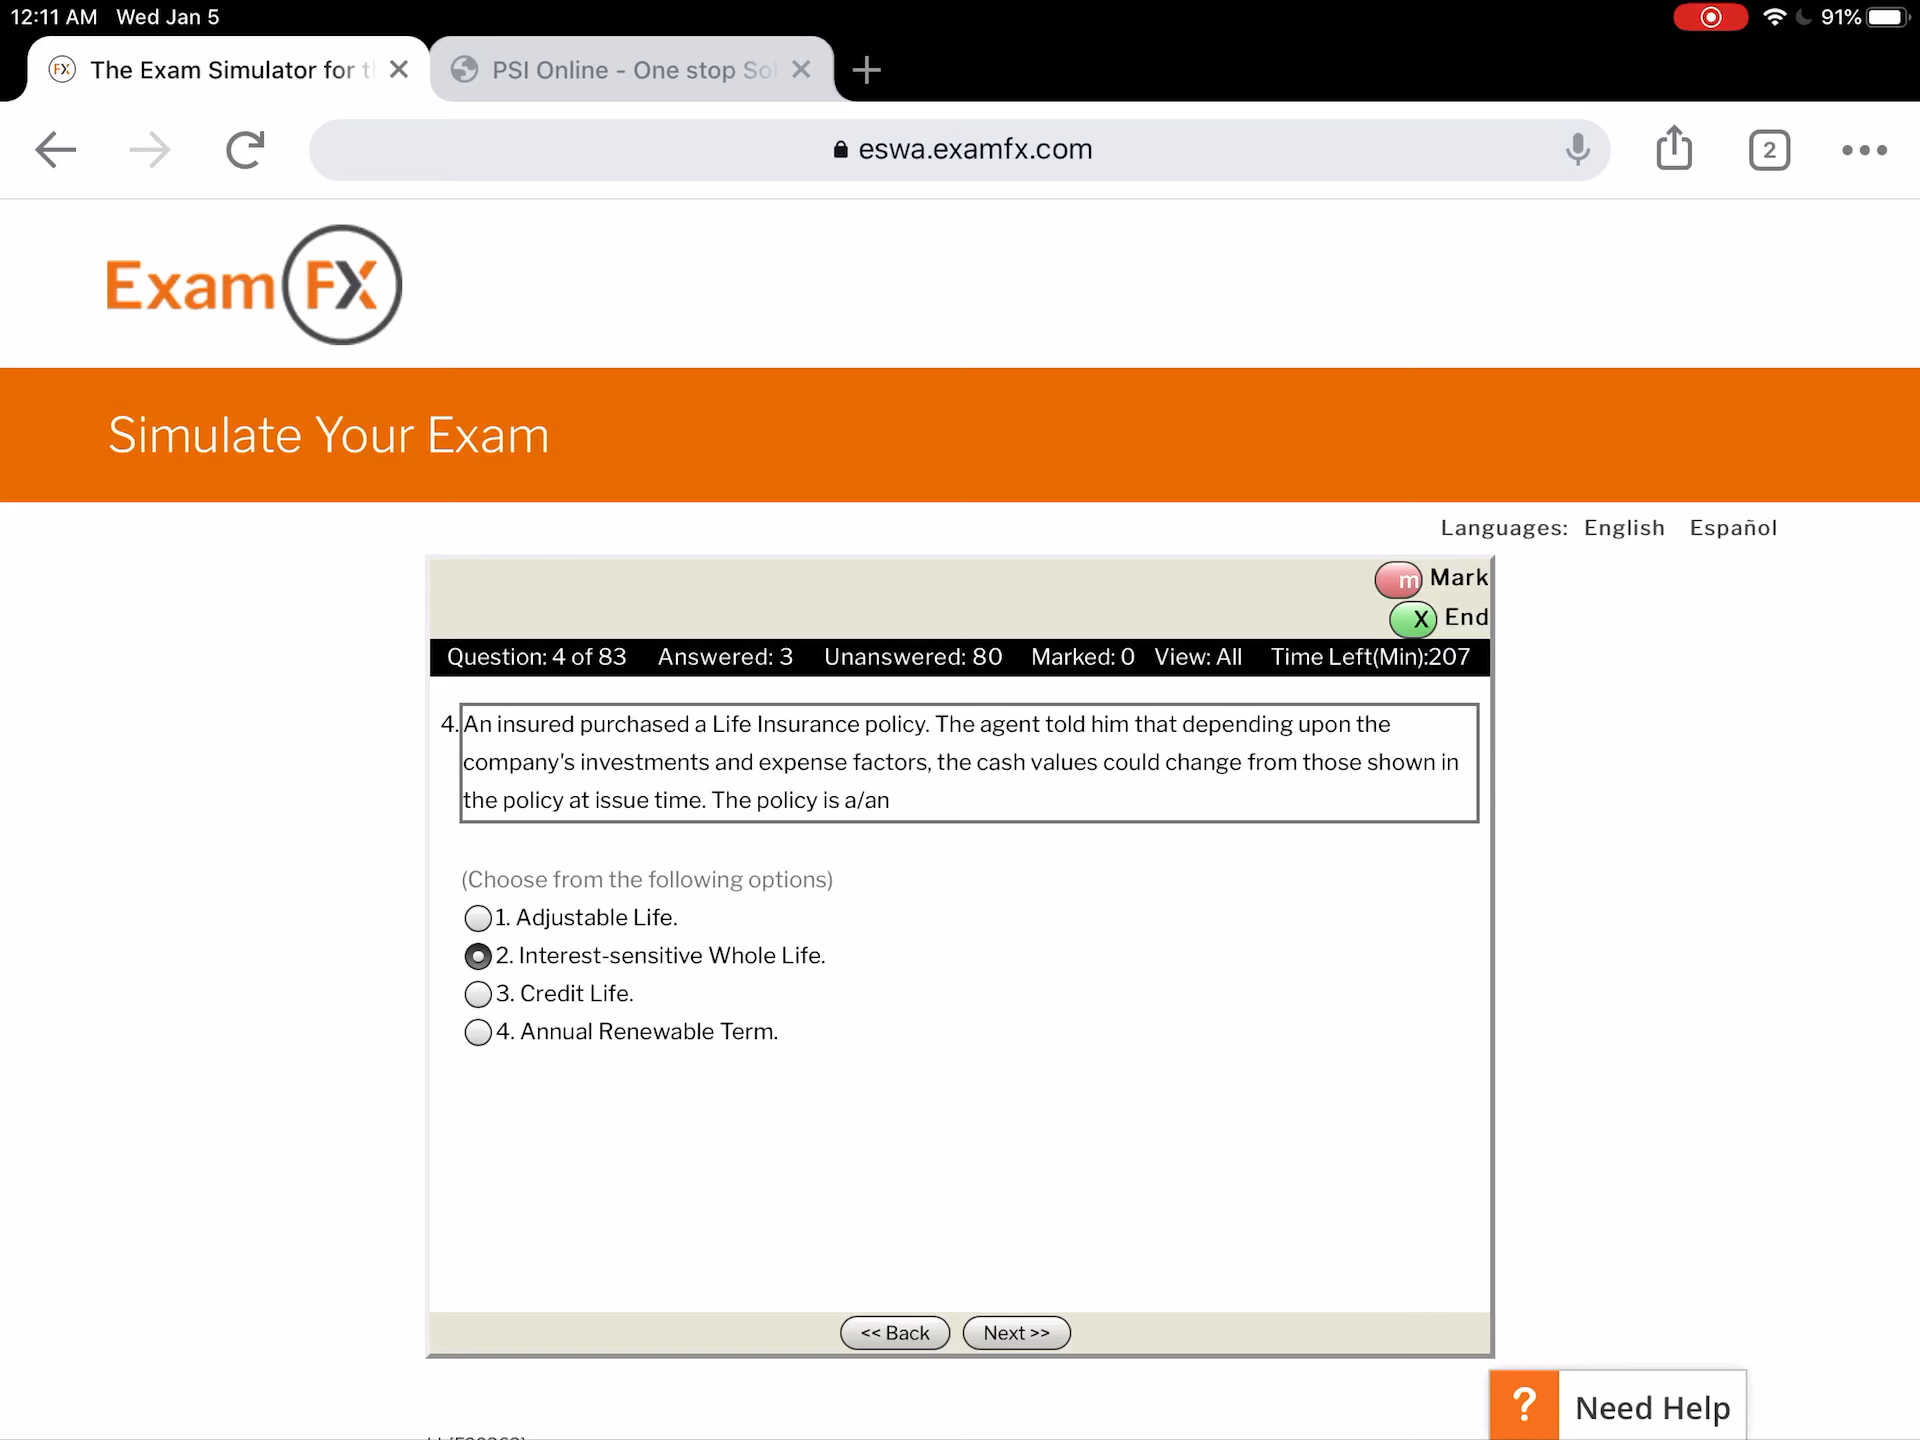 12:11 AM Wed Jan 5
91%
The Exam Simulator for
PSI Online - One stop
eswa.examfx.com
2
Exam FX
Simulate Your Exam
Languages: English Español
m Mark
X End
Question: 4 of 83 Answered: 3 Unanswered: 80 Marked: 0 View: All Time Left(Min):207
4. An insured purchased a Life Insurance policy. The agent told him that depending upon the
company's investments and expense factors, the cash values could change from those shown in
the policy at issue time. The policy is a/an
(Choose from the following options)
1. Adjustable Life.
2. Interest-sensitive Whole Life.
3. Credit Life.
4. Annual Renewable Term.
<< Back Next >>
? Need Help